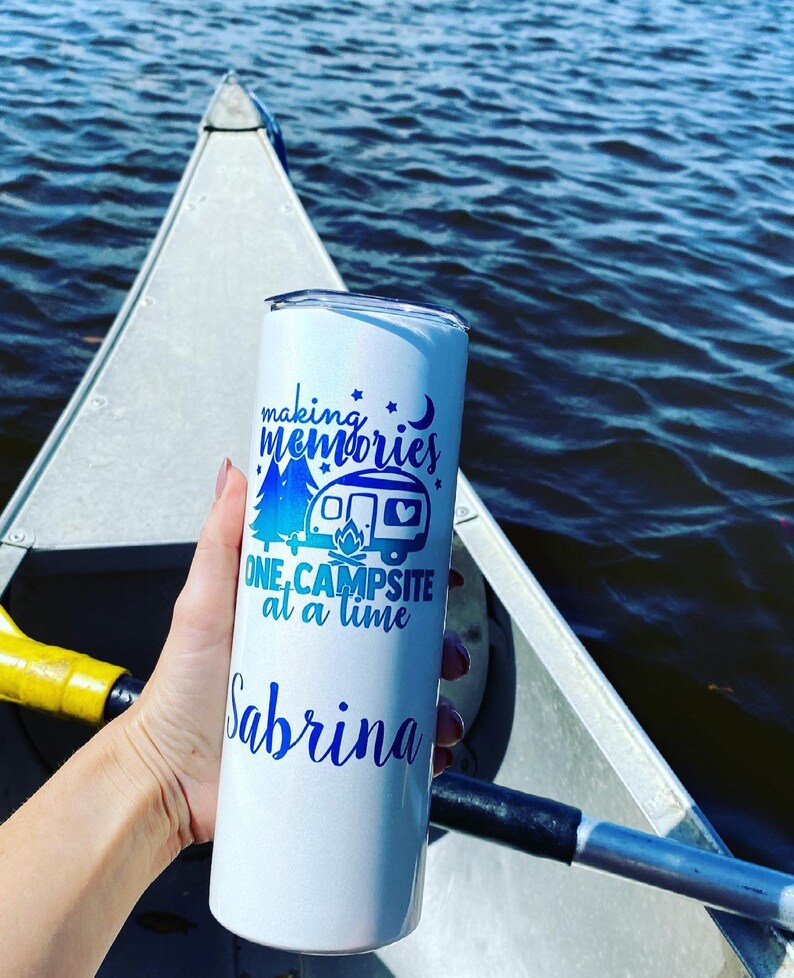 making
memories
ONE CAMPSITE
at a time
Sabrina